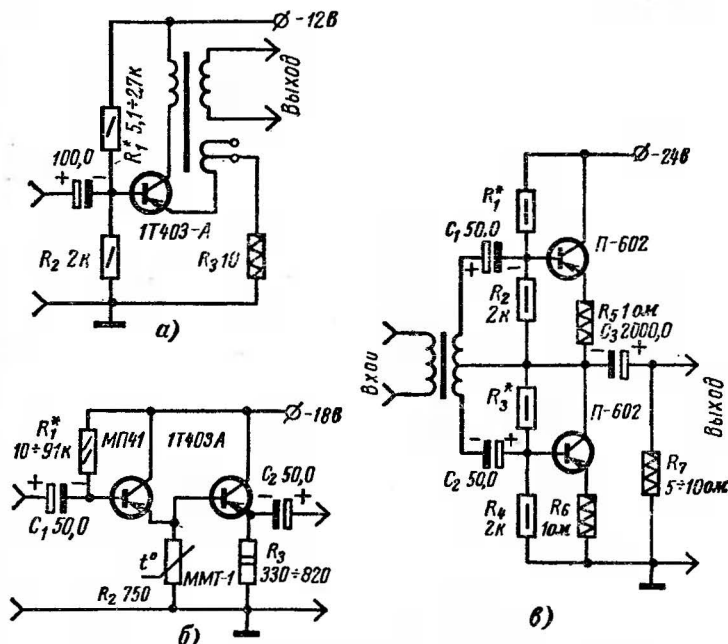 -12в
Выход
R₁* 5,1÷2,7к
100,0
+ -
1Т403-А
R₂ 2к
R₃ 10
а)
-18в
R₁*
10÷91к
МП41
1Т403А
C₂ 50,0
+ -
- +
C₁ 50,0
t°
ММТ-1
R₃
330÷820
R₂ 750
б)
-24в
R₁*
C₁ 50,0
+ -
П-602
R₂
2к
R₅ 1ом
C₃ 2000,0
- +
Вход
R₃*
П-602
- +
C₂ 50,0
R₄
2к
R₆
1ом
R₇
5÷10ом
Выход
в)